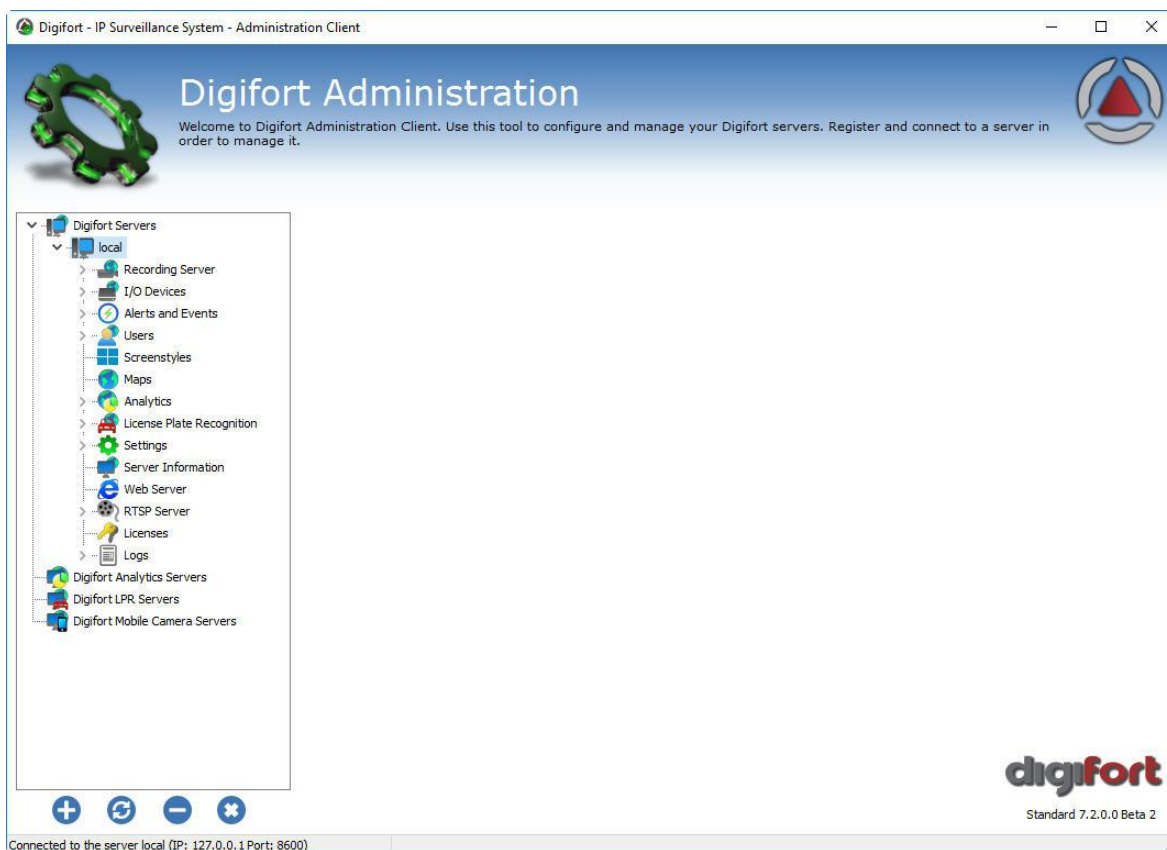 Digifort - IP Surveillance System - Administration Client
Digifort Administration
Welcome to Digifort Administration Client. Use this tool to configure and manage your Digifort servers. Register and connect to a server in
order to manage it.
Digifort Servers
local
Recording Server
I/O Devices
Alerts and Events
Users
Screenstyles
Maps
Analytics
License Plate Recognition
Settings
Server Information
Web Server
RTSP Server
Licenses
Logs
Digifort Analytics Servers
Digifort LPR Servers
Digifort Mobile Camera Servers
digifort
Standard 7.2.0.0 Beta 2
Connected to the server local (IP: 127.0.0.1 Port: 8600)